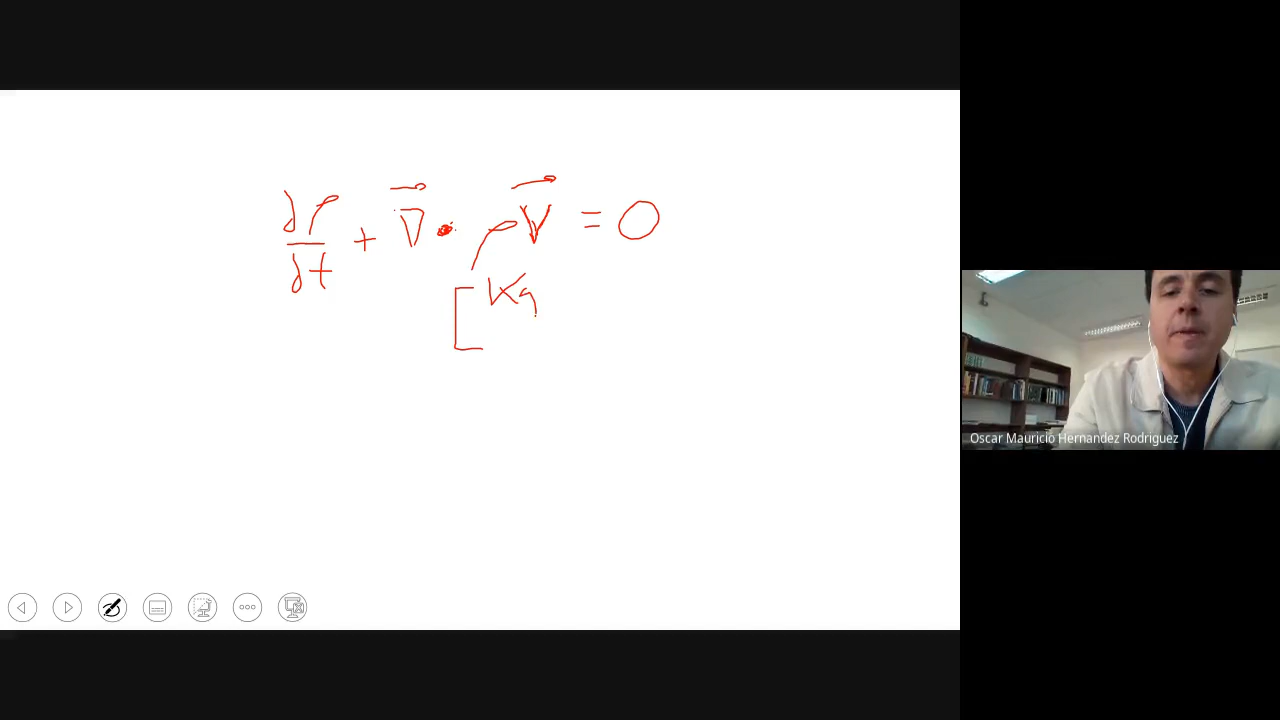 ∂ρ/∂t + ∇⃗ • ρV⃗ = 0
[ Kg
Oscar Mauricio Hernandez Rodriguez